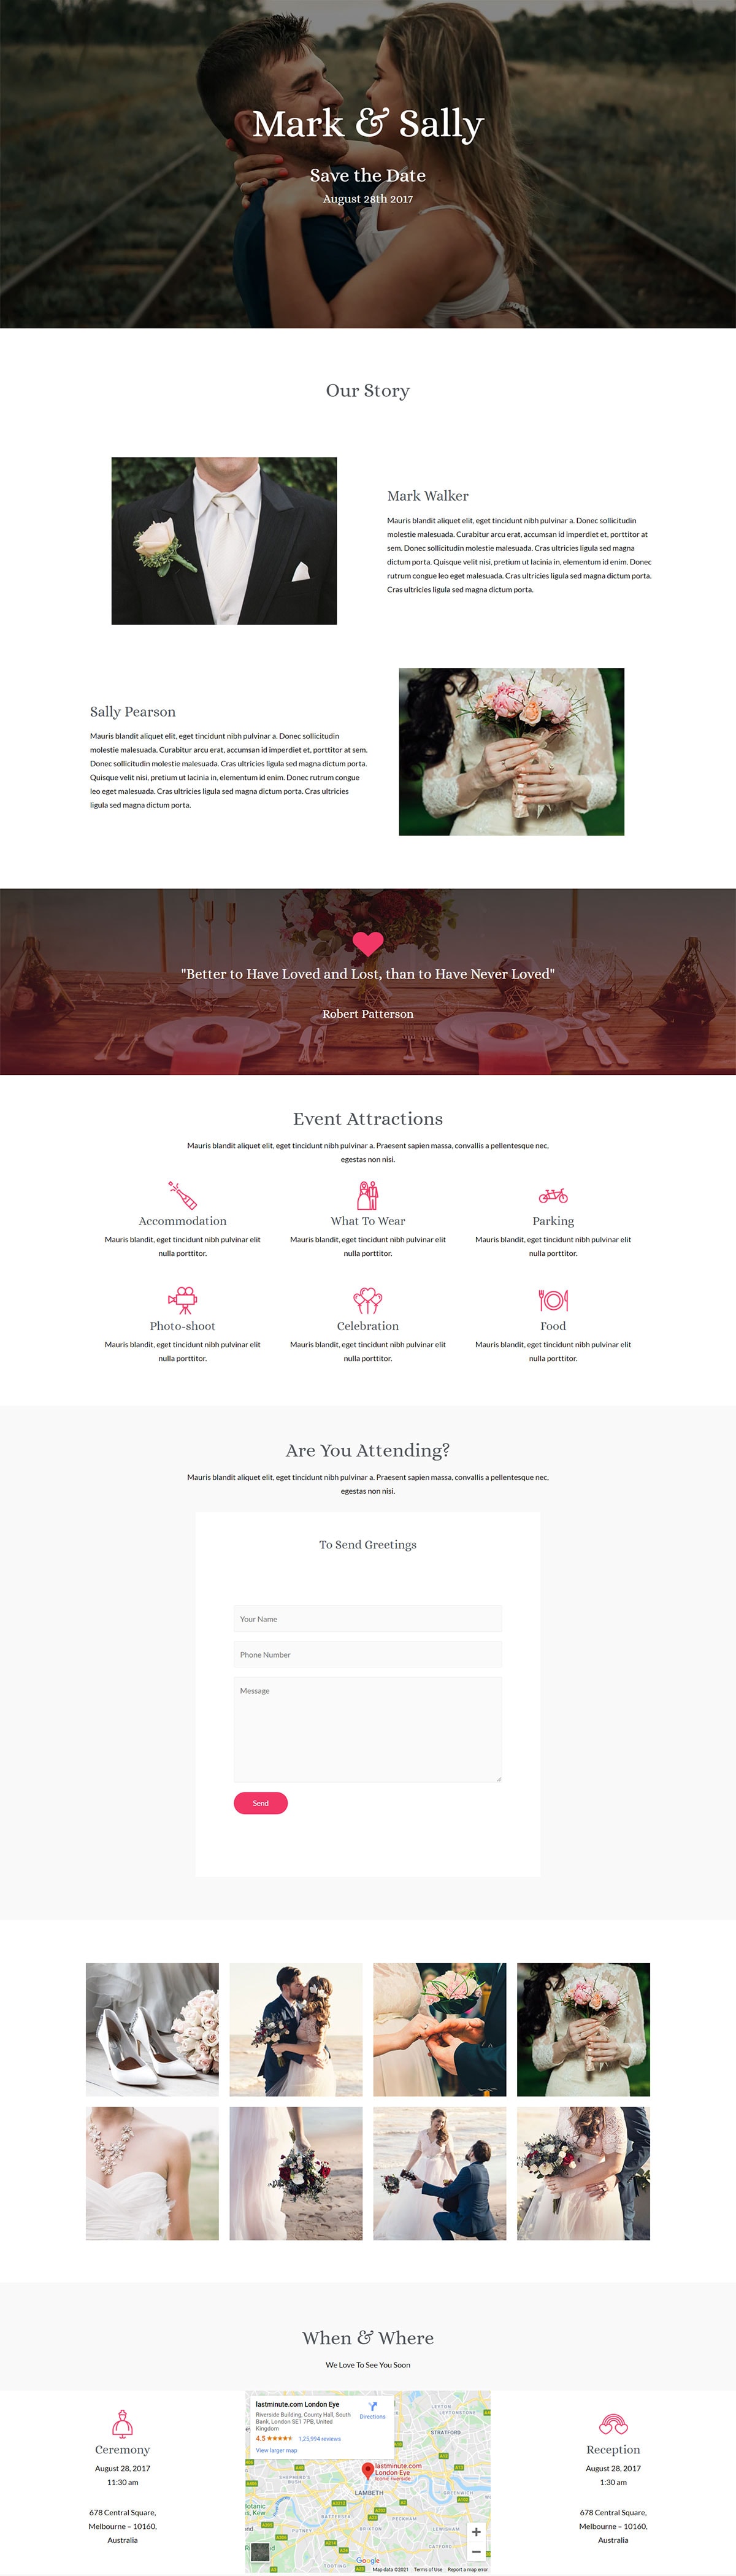 Mark & Sally
Save the Date
August 28th 2017
Our Story
Mark Walker
Mauris blandit aliquet elit, eget tincidunt nibh pulvinar a. Donec sollicitudin
molestie malesuada. Curabitur arcu erat, accumsan id imperdiet et, porttitor at
sem. Donec sollicitudin molestie malesuada. Cras ultricies ligula sed magna
dictum porta. Quisque velit nisi, pretium ut lacinia in, elementum id enim. Donec
rutrum congue leo eget malesuada. Cras ultricies ligula sed magna dictum porta.
Cras ultricies ligula sed magna dictum porta.
Sally Pearson
Mauris blandit aliquet elit, eget tincidunt nibh pulvinar a. Donec sollicitudin
molestie malesuada. Curabitur arcu erat, accumsan id imperdiet et, porttitor at sem.
Donec sollicitudin molestie malesuada. Cras ultricies ligula sed magna dictum porta.
Quisque velit nisi, pretium ut lacinia in, elementum id enim. Donec rutrum congue
leo eget malesuada. Cras ultricies ligula sed magna dictum porta. Cras ultricies
ligula sed magna dictum porta.
"Better to Have Loved and Lost, than to Have Never Loved"
Robert Patterson
Event Attractions
Mauris blandit aliquet elit, eget tincidunt nibh pulvinar a. Praesent sapien massa, convallis a pellentesque nec,
egestas non nisi.
Accommodation
Mauris blandit, eget tincidunt nibh pulvinar elit
nulla porttitor.
What To Wear
Mauris blandit, eget tincidunt nibh pulvinar elit
nulla porttitor.
Parking
Mauris blandit, eget tincidunt nibh pulvinar elit
nulla porttitor.
Photo-shoot
Mauris blandit, eget tincidunt nibh pulvinar elit
nulla porttitor.
Celebration
Mauris blandit, eget tincidunt nibh pulvinar elit
nulla porttitor.
Food
Mauris blandit, eget tincidunt nibh pulvinar elit
nulla porttitor.
Are You Attending?
Mauris blandit aliquet elit, eget tincidunt nibh pulvinar a. Praesent sapien massa, convallis a pellentesque nec,
egestas non nisi.
To Send Greetings
Your Name
Phone Number
Message
Send
When & Where
We Love To See You Soon
Ceremony
August 28, 2017
11:30 am
678 Central Square,
Melbourne – 10160,
Australia
lastminute.com London Eye
Riverside Building, County Hall, South
Bank, London SE1 7PB, United
Kingdom
Directions
4.5
1,25,994 reviews
View larger map
LEYTON
LEYTONSTONE
STRATFORD
SHEPHERD'S
BUSH
lastminute.com
London Eye
Iconic riverside
LAMBETH
GREENWICH
BATTERSEA
PECKHAM
BRIXTON
LEWISHAM
PUTNEY
CATFORD
TOOTING
Google
Map data ©2021
Terms of Use
Report a map error
Reception
August 28, 2017
1:30 am
678 Central Square,
Melbourne – 10160,
Australia